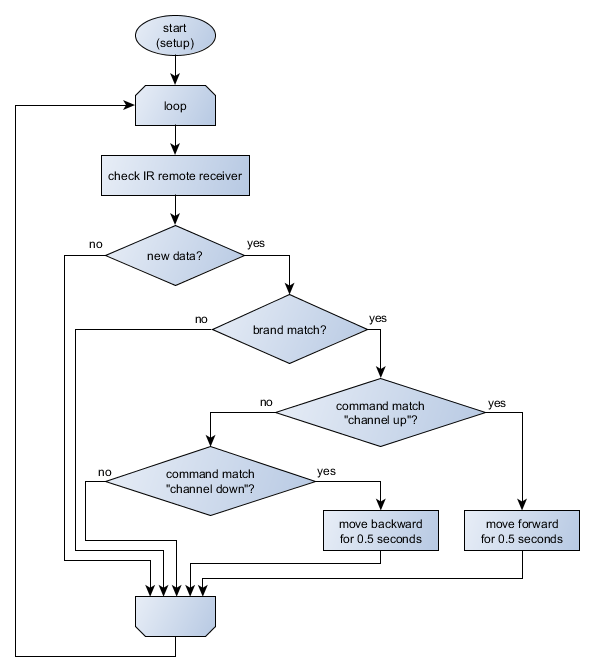 start
(setup)
loop
check IR remote receiver
no
new data?
yes
no
brand match?
yes
no
command match
"channel up"?
yes
no
command match
"channel down"?
yes
move backward
for 0.5 seconds
move forward
for 0.5 seconds